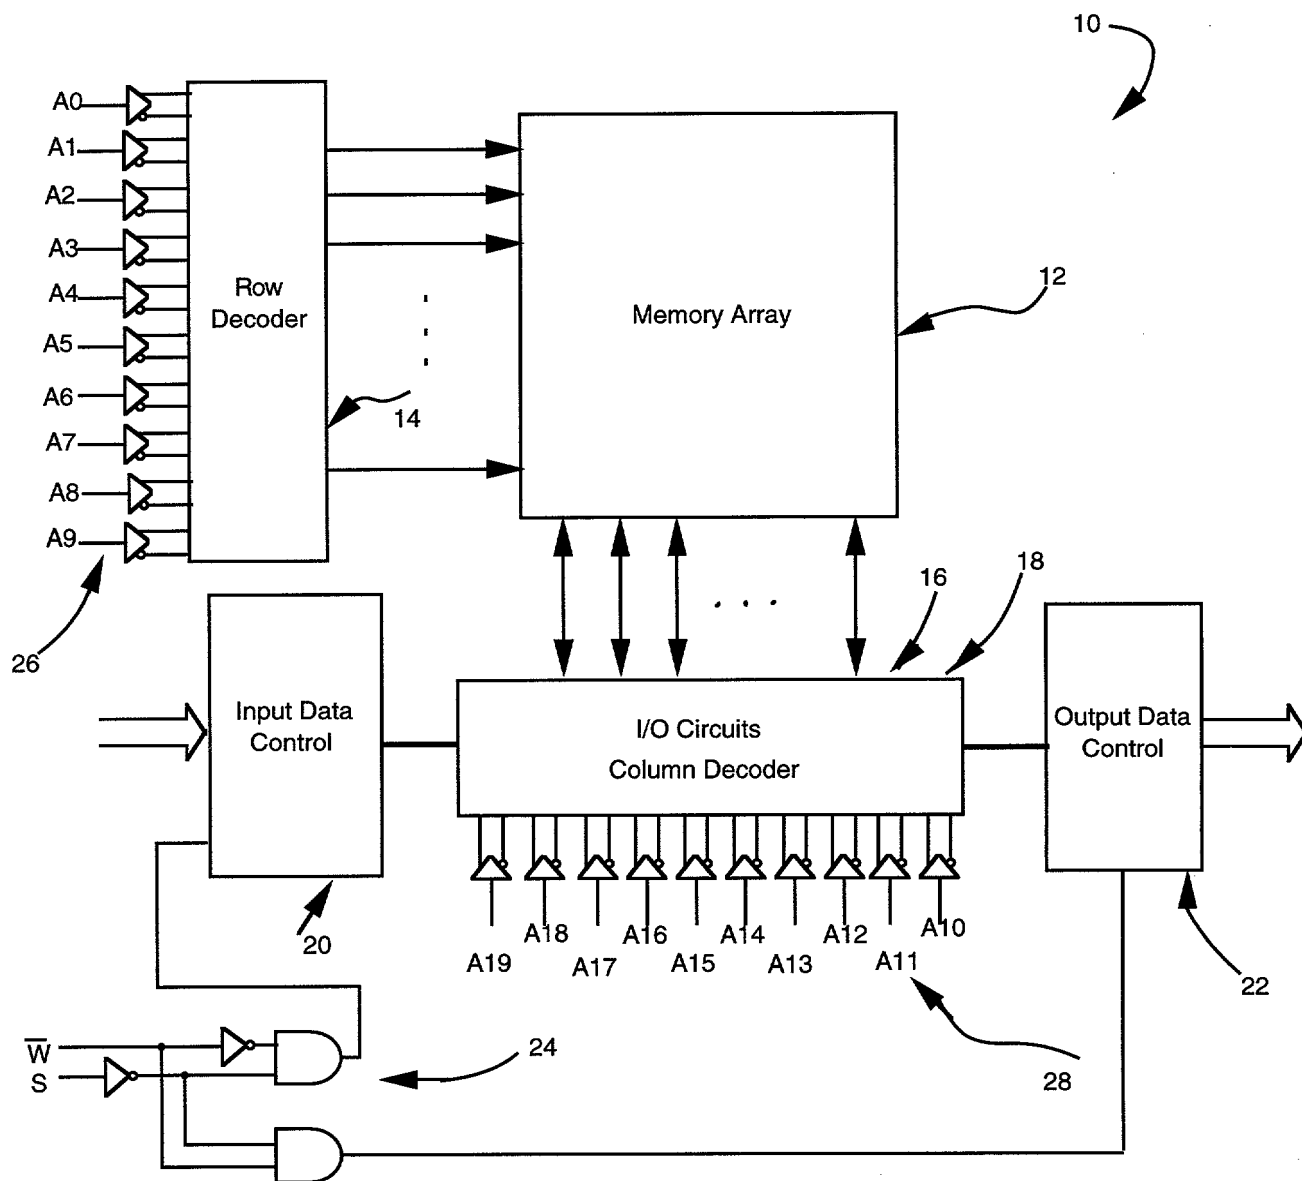 10
A0
A1
A2
A3
A4
A5
A6
A7
A8
A9
Row
Decoder
Memory Array
12
14
26
16
18
Input Data
Control
I/O Circuits
Column Decoder
Output Data
Control
20
A19
A18
A17
A16
A15
A14
A13
A12
A11
A10
22
W̅
S
24
28